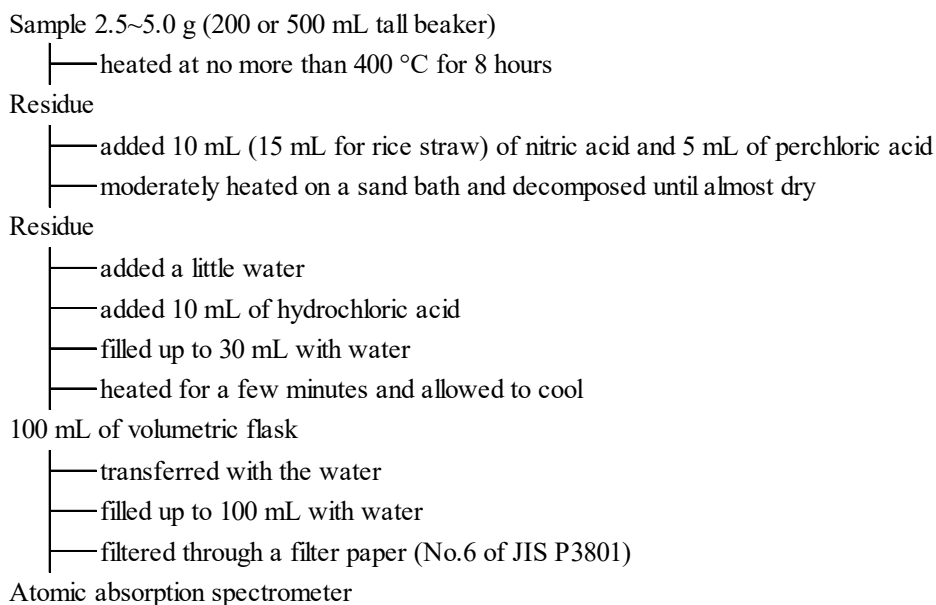 Sample 2.5~5.0 g (200 or 500 mL tall beaker)
heated at no more than 400 °C for 8 hours
Residue
added 10 mL (15 mL for rice straw) of nitric acid and 5 mL of perchloric acid
moderately heated on a sand bath and decomposed until almost dry
Residue
added a little water
added 10 mL of hydrochloric acid
filled up to 30 mL with water
heated for a few minutes and allowed to cool
100 mL of volumetric flask
transferred with the water
filled up to 100 mL with water
filtered through a filter paper (No.6 of JIS P3801)
Atomic absorption spectrometer